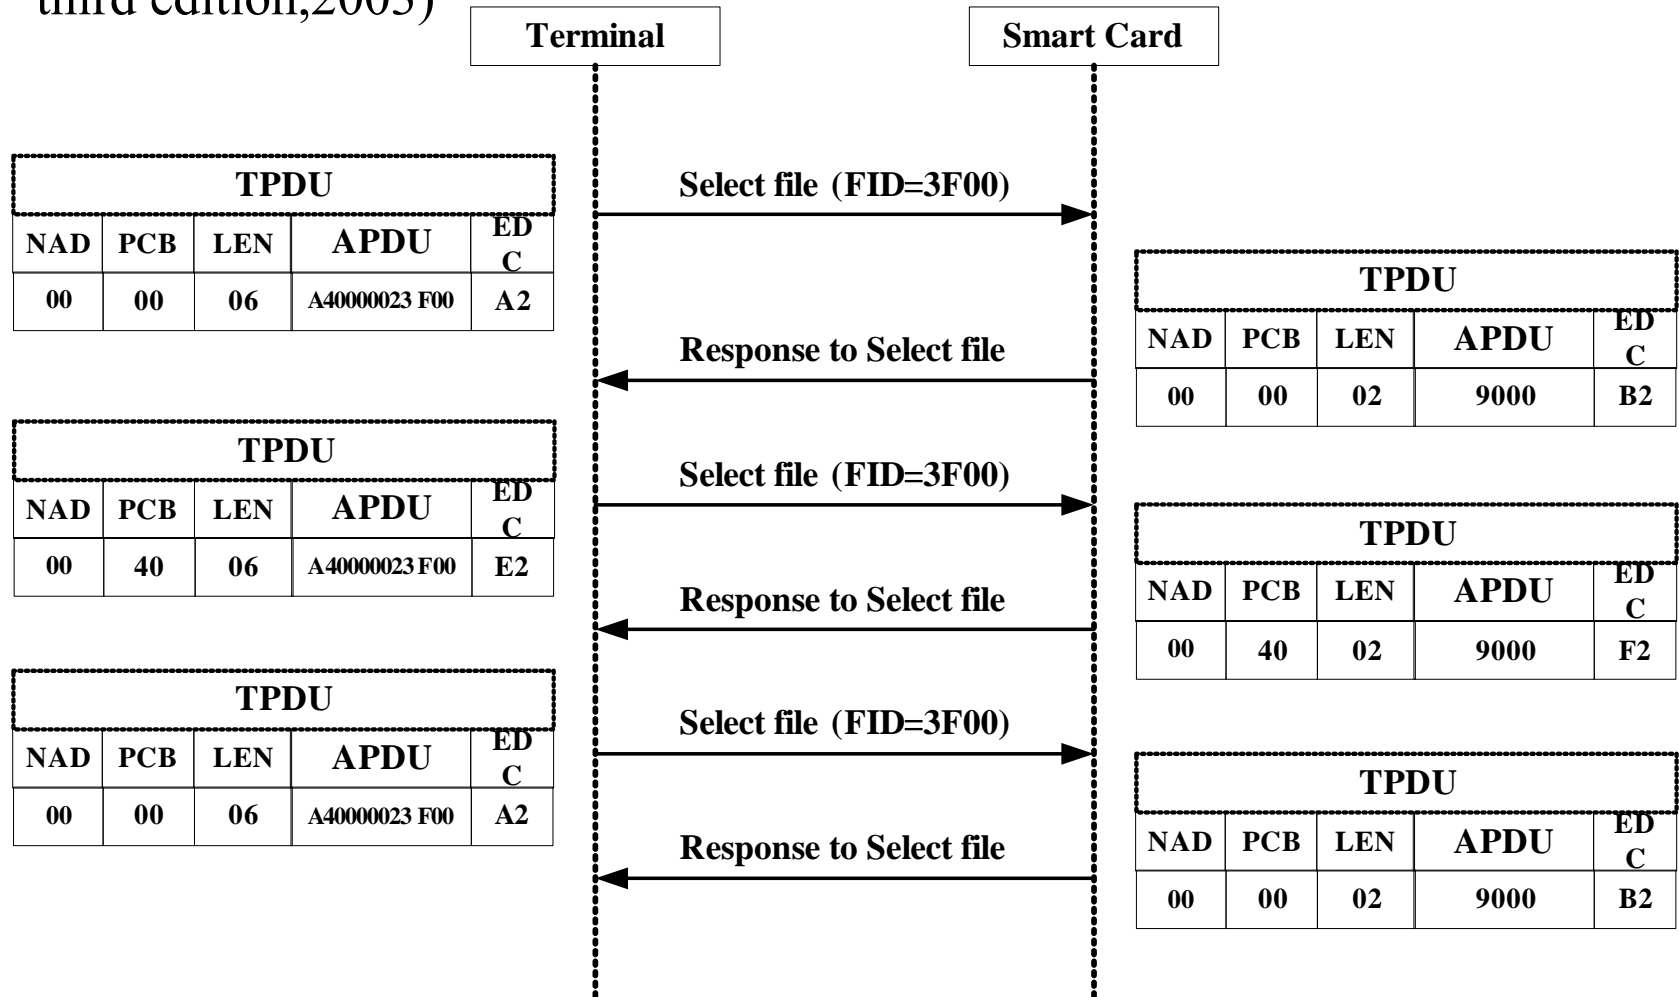 third edition,2003)
Terminal
Smart Card
TPDU
NAD PCB LEN APDU EDC
00 00 06 A40000023 F00 A2
Select file (FID=3F00)
TPDU
NAD PCB LEN APDU EDC
00 00 02 9000 B2
Response to Select file
TPDU
NAD PCB LEN APDU EDC
00 40 06 A40000023 F00 E2
Select file (FID=3F00)
TPDU
NAD PCB LEN APDU EDC
00 40 02 9000 F2
Response to Select file
TPDU
NAD PCB LEN APDU EDC
00 00 06 A40000023 F00 A2
Select file (FID=3F00)
TPDU
NAD PCB LEN APDU EDC
00 00 02 9000 B2
Response to Select file